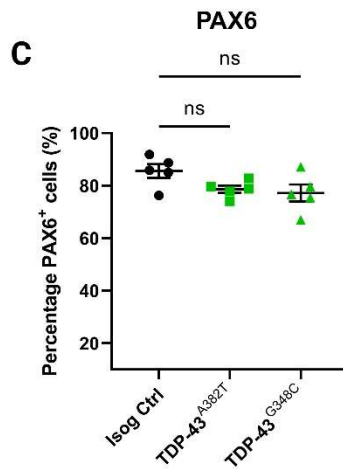 PAX6
C
ns
ns
Percentage PAX6⁺ cells (%)
100
80
60
40
20
Isog Ctrl
TDP-43ᴬ³⁸²ᵀ
TDP-43ᴳ³⁴⁸ᶜ